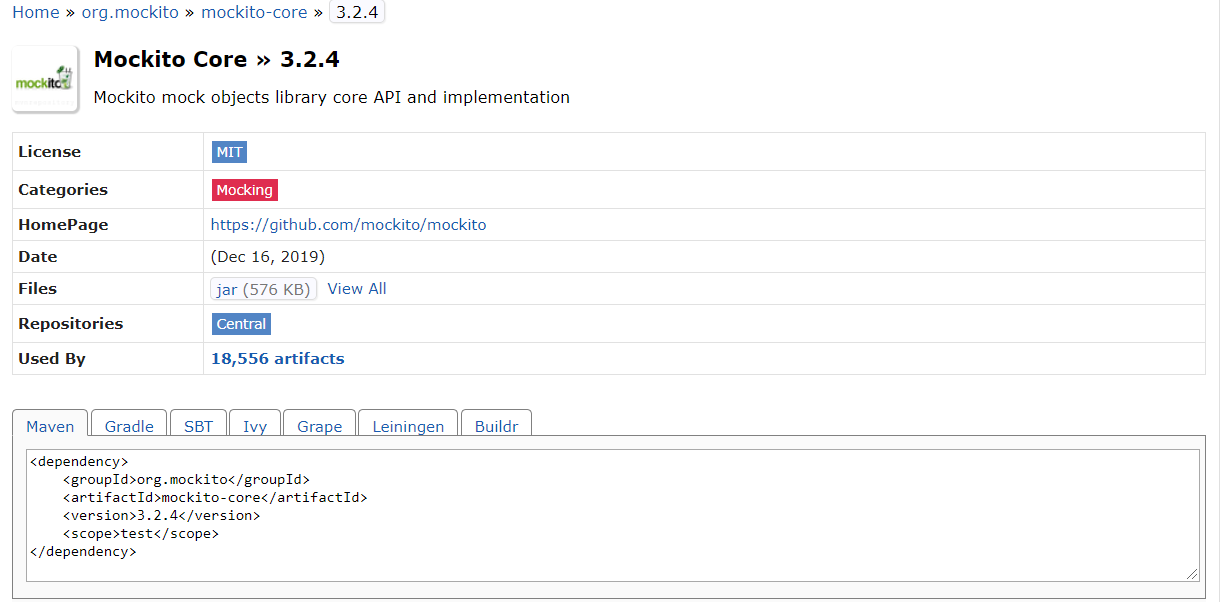 Home » org.mockito » mockito-core » 3.2.4
mockito
Mockito Core » 3.2.4
Mockito mock objects library core API and implementation
License MIT
Categories Mocking
HomePage https://github.com/mockito/mockito
Date (Dec 16, 2019)
Files jar (576 KB) View All
Repositories Central
Used By 18,556 artifacts
Maven Gradle SBT Ivy Grape Leiningen Buildr
<dependency>
    <groupId>org.mockito</groupId>
    <artifactId>mockito-core</artifactId>
    <version>3.2.4</version>
    <scope>test</scope>
</dependency>